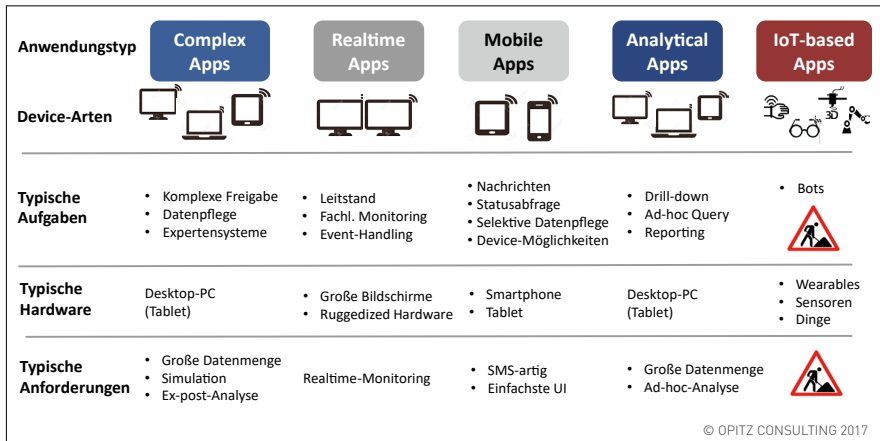 Anwendungstyp
Complex
Apps
Realtime
Apps
Mobile
Apps
Analytical
Apps
IoT-based
Apps
Device-Arten
3D
Typische
Aufgaben
• Komplexe Freigabe
• Datenpflege
• Expertensysteme
• Leitstand
• Fachl. Monitoring
• Event-Handling
• Nachrichten
• Statusabfrage
• Selektive Datenpflege
• Device-Möglichkeiten
• Drill-down
• Ad-hoc Query
• Reporting
• Bots
Typische
Hardware
Desktop-PC
(Tablet)
• Große Bildschirme
• Ruggedized Hardware
• Smartphone
• Tablet
Desktop-PC
(Tablet)
• Wearables
• Sensoren
• Dinge
Typische
Anforderungen
• Große Datenmenge
• Simulation
• Ex-post-Analyse
Realtime-Monitoring
• SMS-artig
• Einfachste UI
• Große Datenmenge
• Ad-hoc-Analyse
© OPITZ CONSULTING 2017